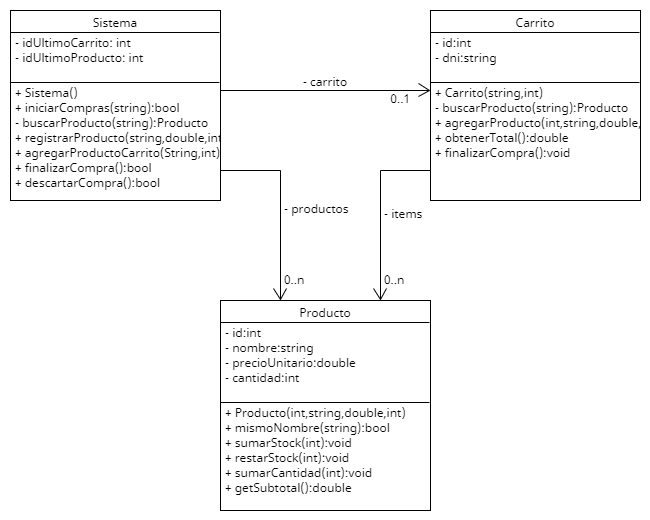 Sistema
- idUltimoCarrito: int
- idUltimoProducto: int
+ Sistema()
+ iniciarCompras(string):bool
- buscarProducto(string):Producto
+ registrarProducto(string,double,int
+ agregarProductoCarrito(String,int)
+ finalizarCompra():bool
+ descartarCompra():bool
- carrito
0..1
Carrito
- id:int
- dni:string
+ Carrito(string,int)
- buscarProducto(string):Producto
+ agregarProducto(int,string,double,
+ obtenerTotal():double
+ finalizarCompra():void
- productos
- items
0..n
0..n
Producto
- id:int
- nombre:string
- precioUnitario:double
- cantidad:int
+ Producto(int,string,double,int)
+ mismoNombre(string):bool
+ sumarStock(int):void
+ restarStock(int):void
+ sumarCantidad(int):void
+ getSubtotal():double